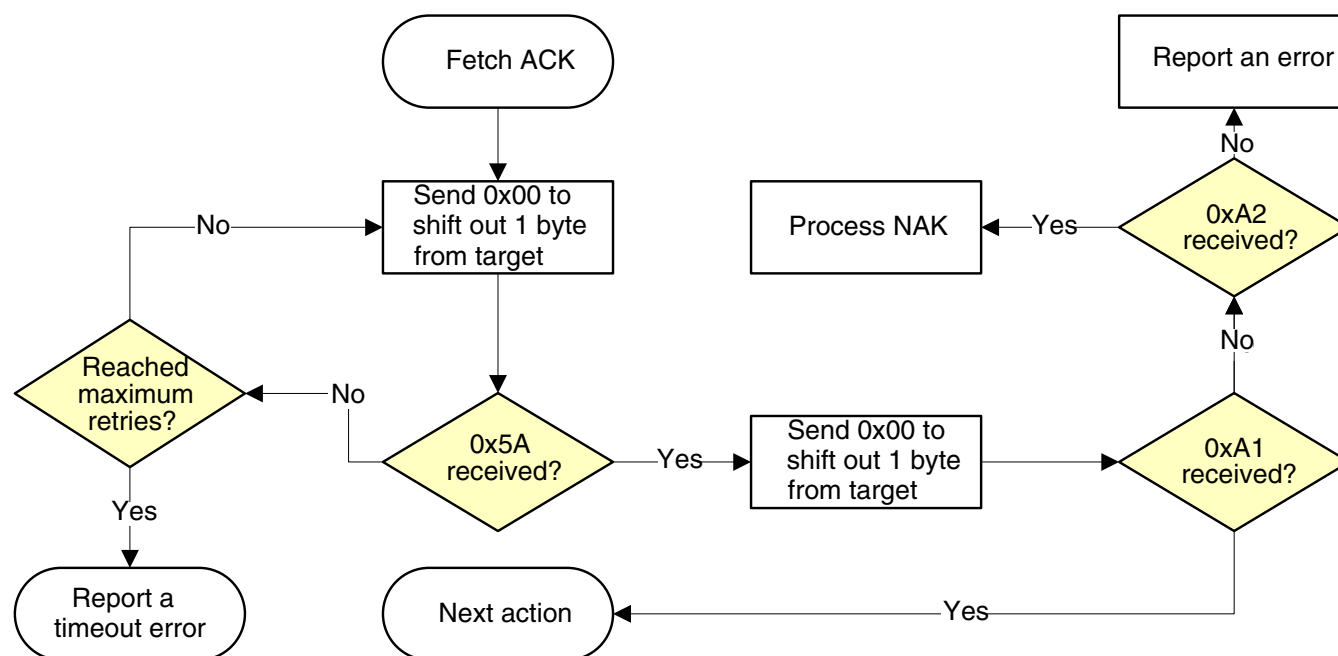 Fetch ACK
Report an error
No
Send 0x00 to
shift out 1 byte
from target
No
Process NAK
Yes
0xA2
received?
No
Reached
maximum
retries?
No
0x5A
received?
Yes
Send 0x00 to
shift out 1 byte
from target
0xA1
received?
Yes
Report a
timeout error
Next action
Yes